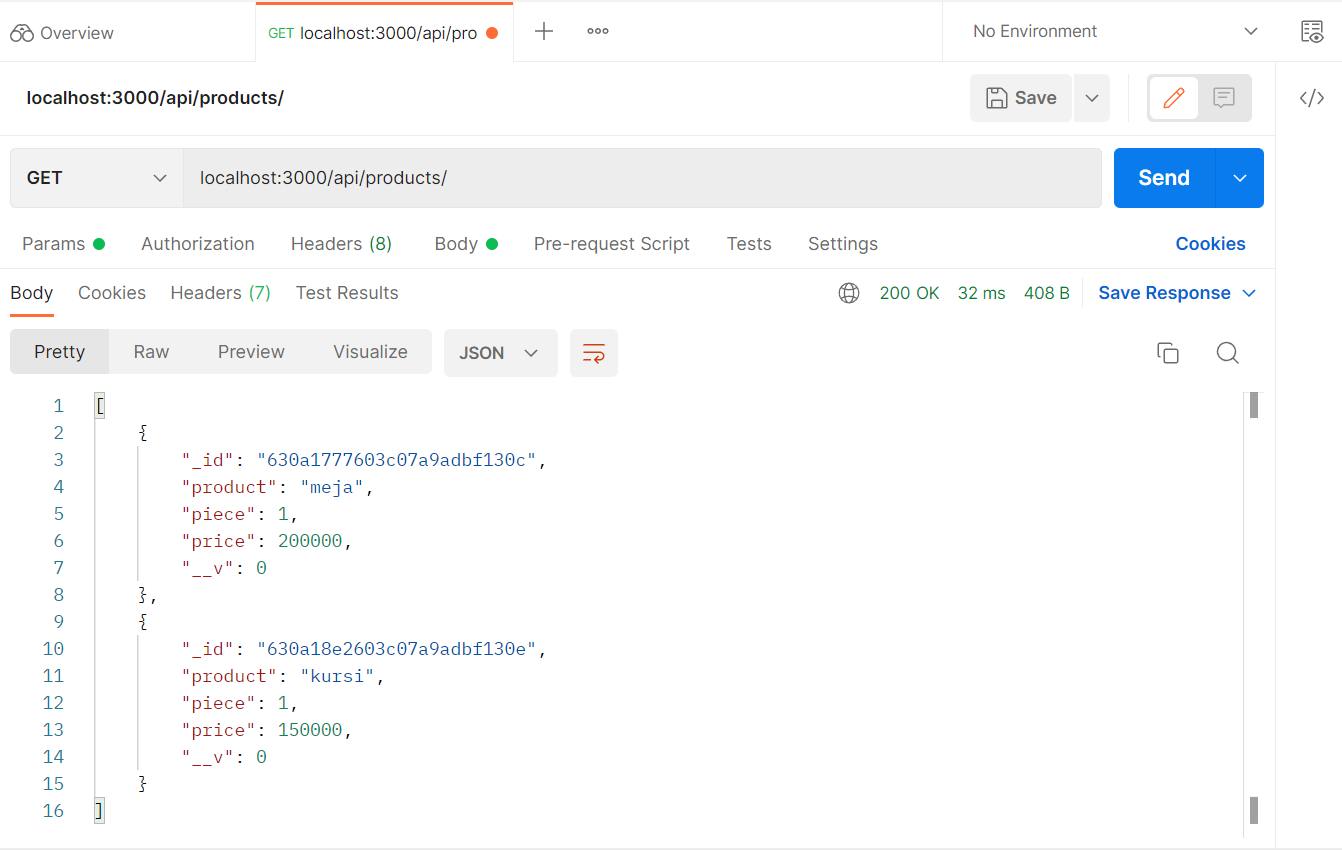 Overview
GET localhost:3000/api/pro
No Environment
localhost:3000/api/products/
Save
GET
localhost:3000/api/products/
Send
Params
Authorization
Headers (8)
Body
Pre-request Script
Tests
Settings
Cookies
Body
Cookies
Headers (7)
Test Results
200 OK
32 ms
408 B
Save Response
Pretty
Raw
Preview
Visualize
JSON
1 [
2 {
3 "_id": "630a1777603c07a9adbf130c",
4 "product": "meja",
5 "piece": 1,
6 "price": 200000,
7 "__v": 0
8 },
9 {
10 "_id": "630a18e2603c07a9adbf130e",
11 "product": "kursi",
12 "piece": 1,
13 "price": 150000,
14 "__v": 0
15 }
16 ]